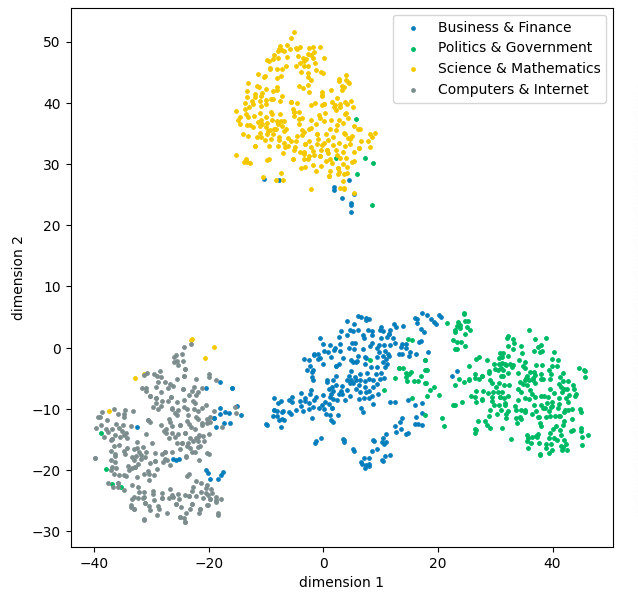 Business & Finance
Politics & Government
Science & Mathematics
Computers & Internet
50
40
30
20
10
0
−10
−20
−30
dimension 2
−40
−20
0
20
40
dimension 1